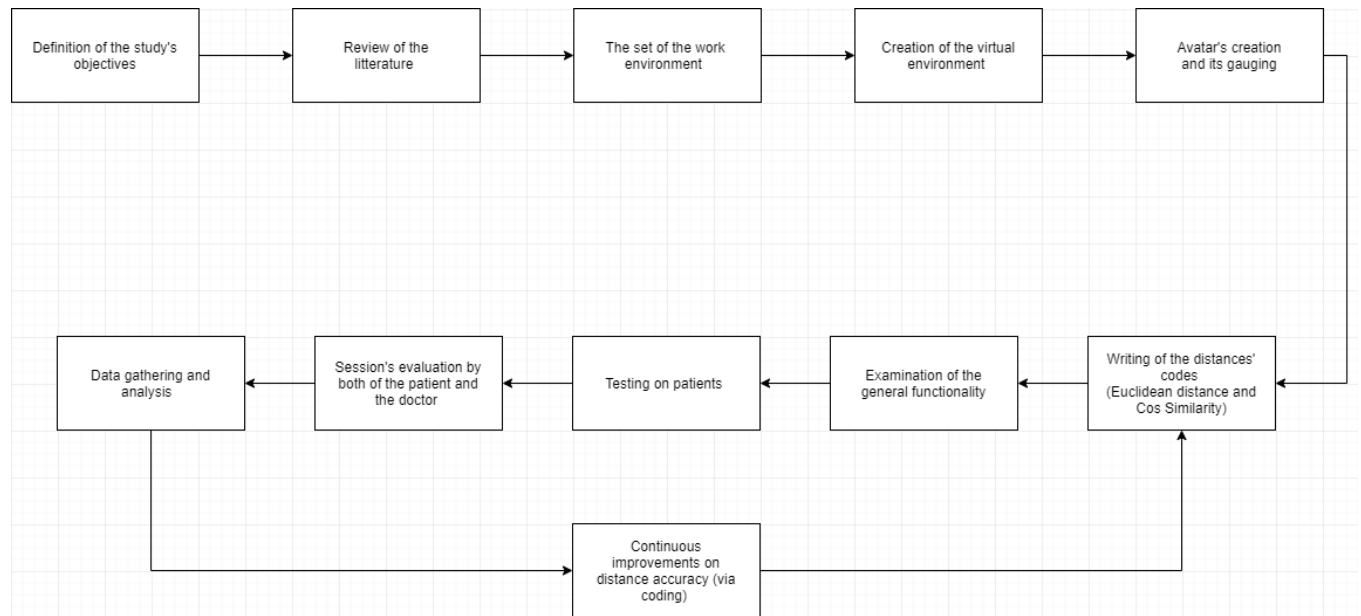 Definition of the study's
objectives
Review of the
litterature
The set of the work
environment
Creation of the virtual
environment
Avatar's creation
and its gauging
Writing of the distances'
codes
(Euclidean distance and
Cos Similarity)
Examination of the
general functionality
Testing on patients
Session's evaluation by
both of the patient and
the doctor
Data gathering and
analysis
Continuous
improvements on
distance accuracy (via
coding)